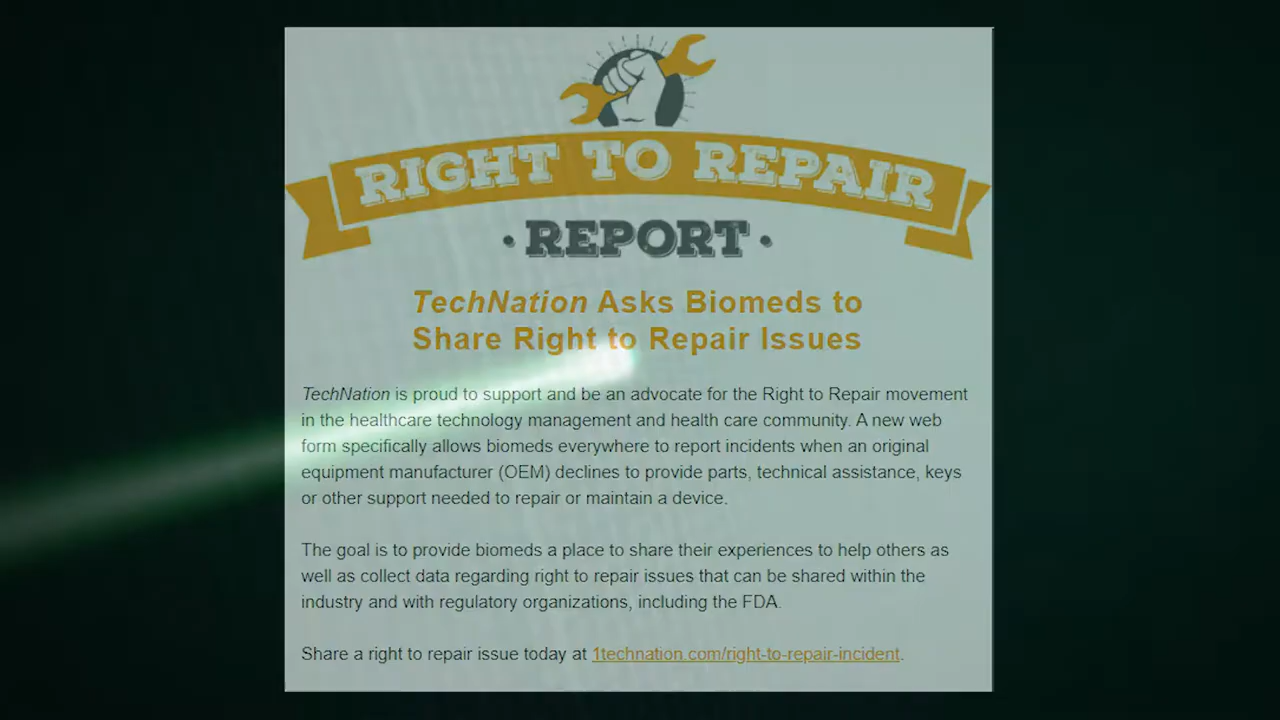 RIGHT TO REPAIR
• REPORT •
TechNation Asks Biomeds to
Share Right to Repair Issues
TechNation is proud to support and be an advocate for the Right to Repair movement
in the healthcare technology management and health care community. A new web
form specifically allows biomeds everywhere to report incidents when an original
equipment manufacturer (OEM) declines to provide parts, technical assistance, keys
or other support needed to repair or maintain a device.
The goal is to provide biomeds a place to share their experiences to help others as
well as collect data regarding right to repair issues that can be shared within the
industry and with regulatory organizations, including the FDA.
Share a right to repair issue today at 1technation.com/right-to-repair-incident.